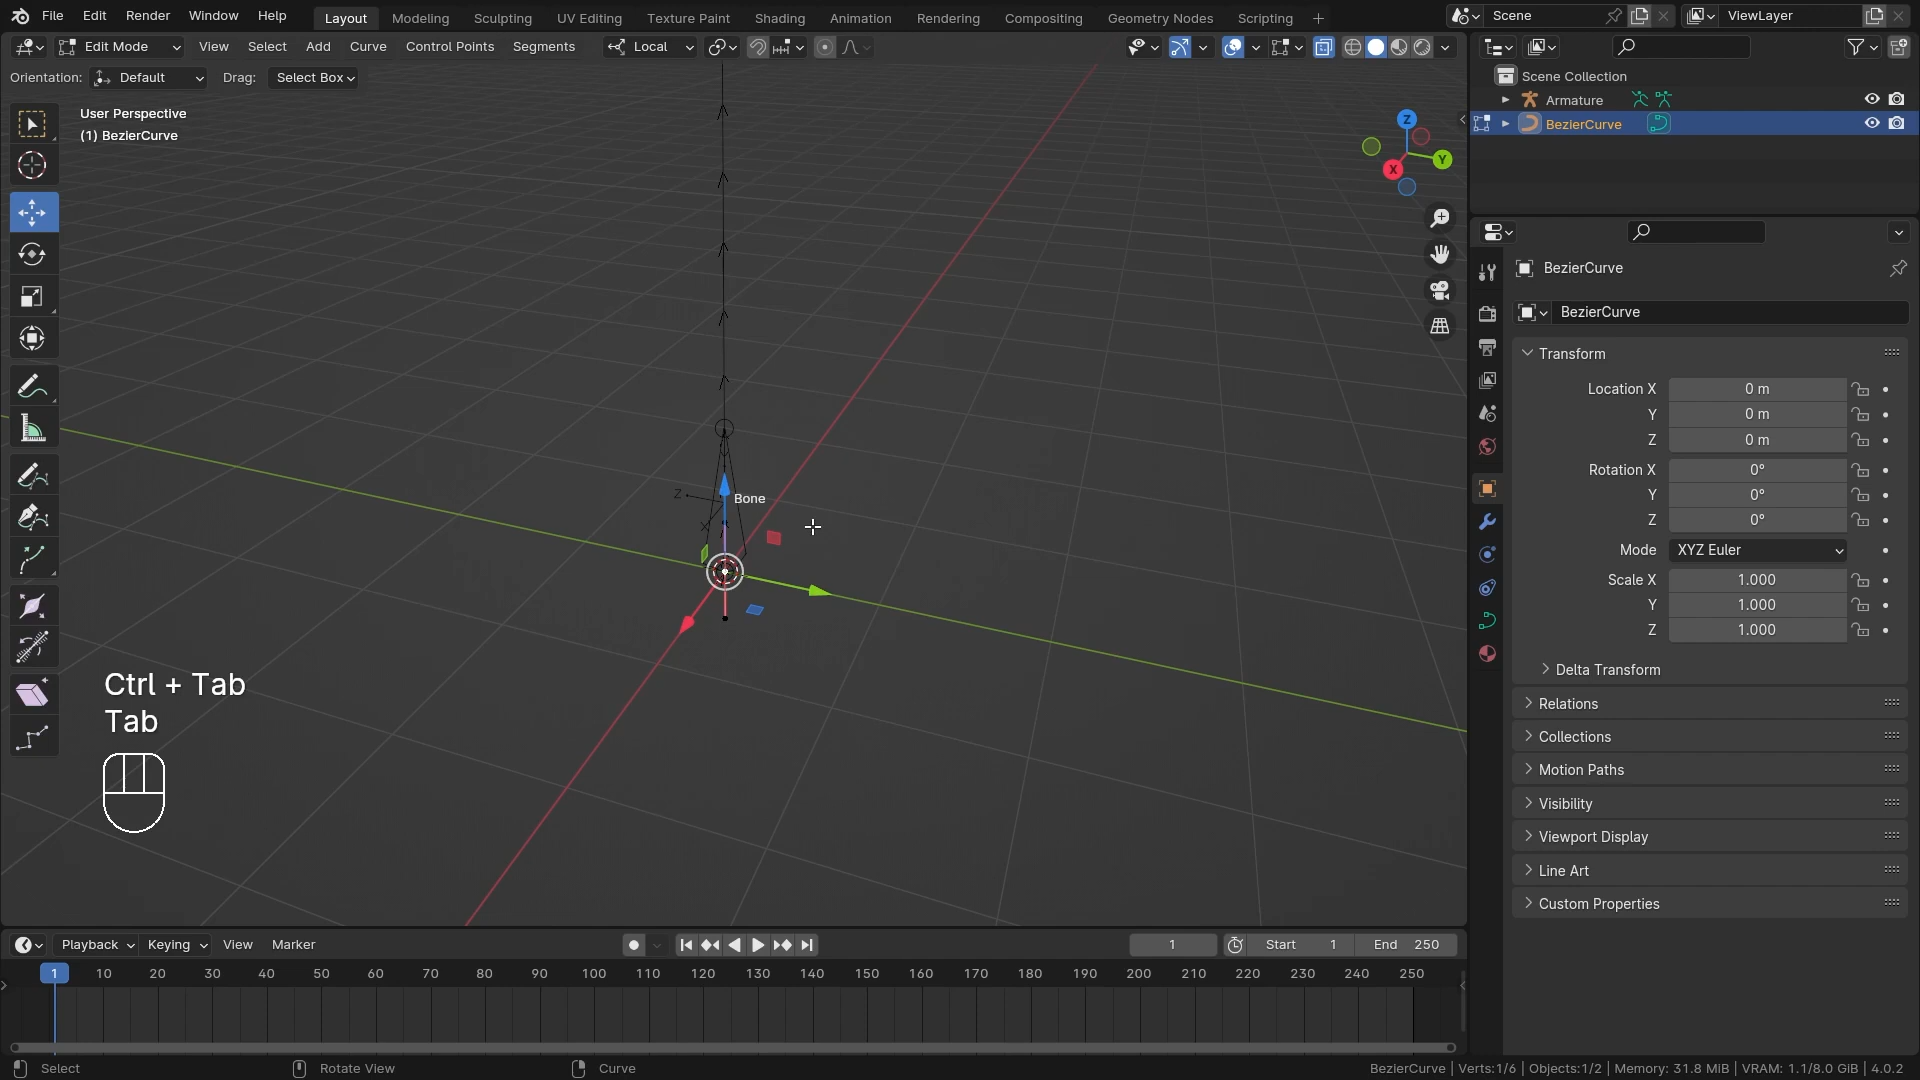 File Edit Render Window Help Layout Modeling Sculpting UV Editing Texture Paint Shading Animation Rendering Compositing Geometry Nodes Scripting + Scene ViewLayer
Edit Mode View Select Add Curve Control Points Segments Local
Orientation: Default Drag: Select Box
User Perspective
(1) BezierCurve
Z
Y
X
Z
X
Bone
Ctrl + Tab
Tab
Scene Collection
Armature
BezierCurve
BezierCurve
BezierCurve
Transform
Location X 0 m
Y 0 m
Z 0 m
Rotation X 0°
Y 0°
Z 0°
Mode XYZ Euler
Scale X 1.000
Y 1.000
Z 1.000
Delta Transform
Relations
Collections
Motion Paths
Visibility
Viewport Display
Line Art
Custom Properties
Playback Keying View Marker 1 Start 1 End 250
1 10 20 30 40 50 60 70 80 90 100 110 120 130 140 150 160 170 180 190 200 210 220 230 240 250
Select Rotate View Curve BezierCurve | Verts:1/6 | Objects:1/2 | Memory: 31.8 MiB | VRAM: 1.1/8.0 GiB | 4.0.2